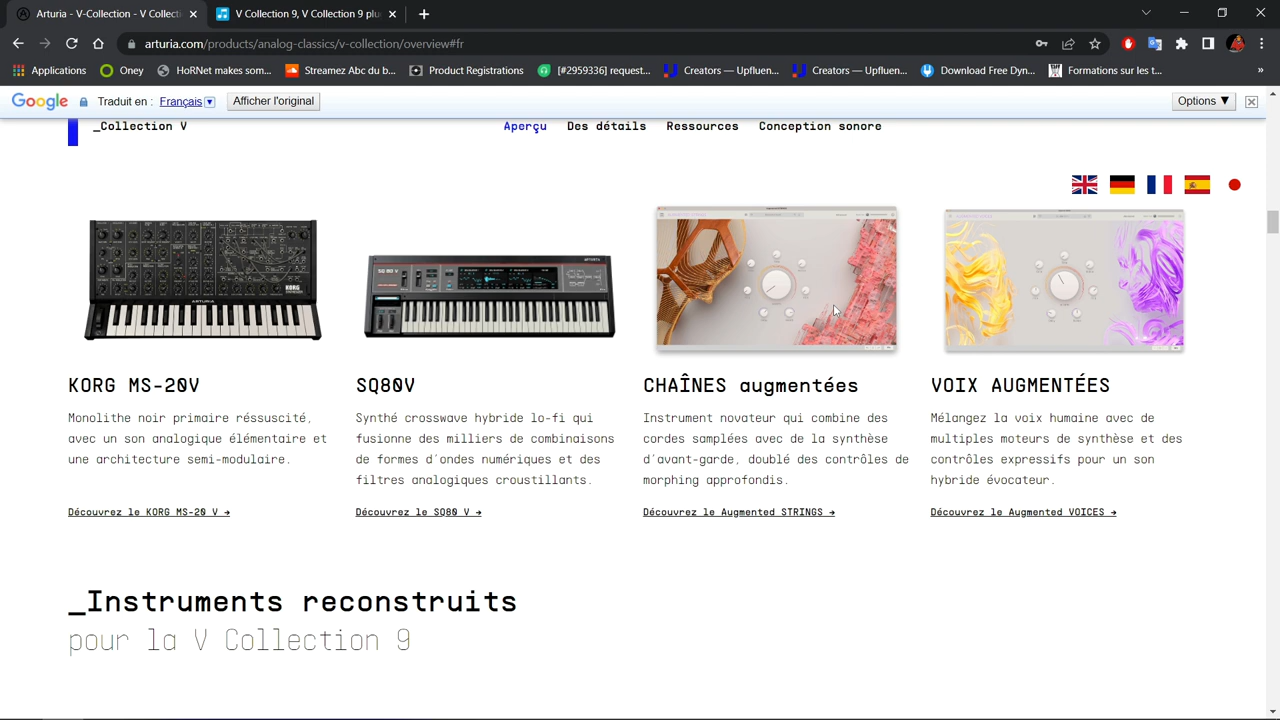 Arturia - V-Collection - V Collecti
V Collection 9, V Collection 9 plu
arturia.com/products/analog-classics/v-collection/overview#fr
Applications
Oney
HoRNet makes som...
Streamez Abc du b...
Product Registrations
[#2959336] request...
Creators — Upfluen...
Creators — Upfluen...
Download Free Dyn...
Formations sur les t...
»
Google Traduit en : Français Afficher l'original Options ▼
_Collection V
Aperçu Des détails Ressources Conception sonore
KORG MS-20V
Monolithe noir primaire réssuscité,
avec un son analogique élémentaire et
une architecture semi-modulaire.
Découvrez le KORG MS-20 V →
SQ80V
Synthé crosswave hybride lo-fi qui
fusionne des milliers de combinaisons
de formes d'ondes numériques et des
filtres analogiques croustillants.
Découvrez le SQ80 V →
CHAÎNES augmentées
Instrument novateur qui combine des
cordes samplées avec de la synthèse
d'avant-garde, doublé des contrôles de
morphing approfondis.
Découvrez le Augmented STRINGS →
VOIX AUGMENTÉES
Mélangez la voix humaine avec de
multiples moteurs de synthèse et des
contrôles expressifs pour un son
hybride évocateur.
Découvrez le Augmented VOICES →
_Instruments reconstruits
pour la V Collection 9
KORG
ARTURIA
SQ 80 V
ARTURIA